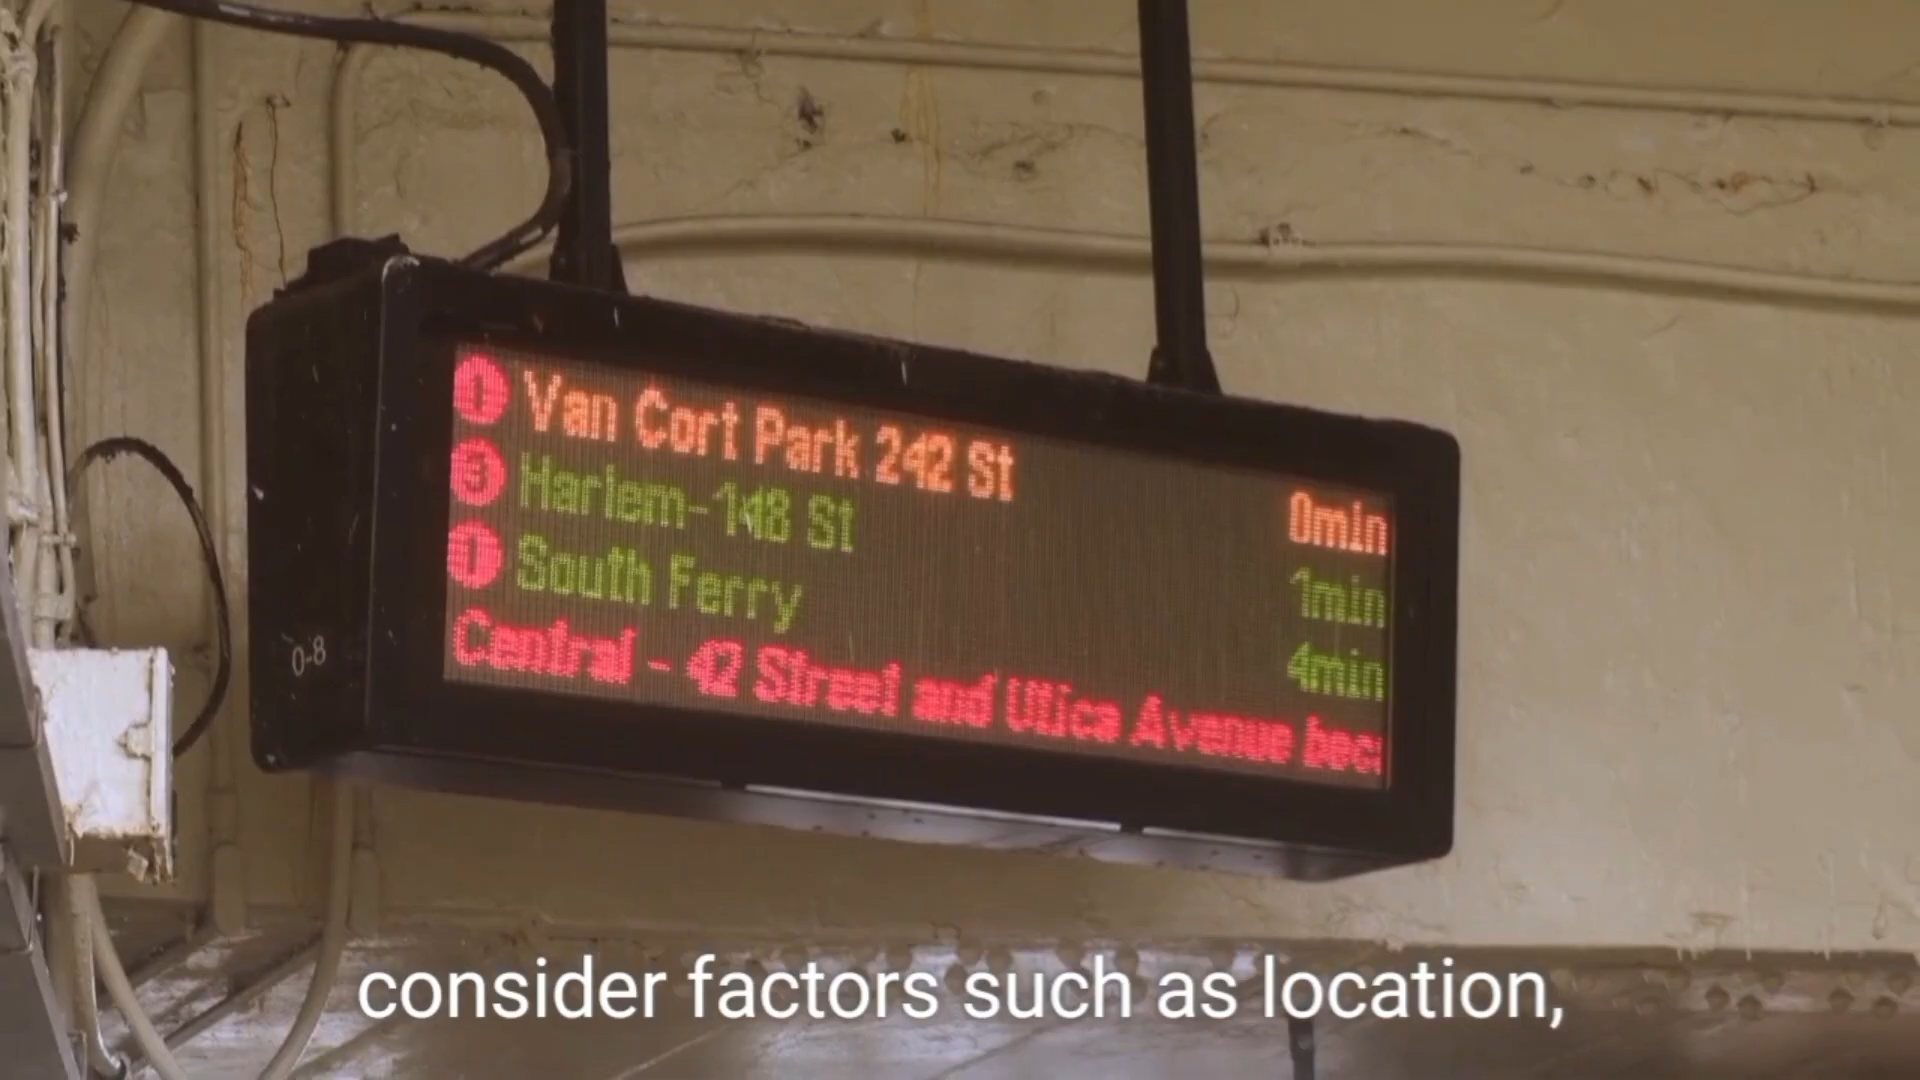 1 Van Cort Park 242 St 0min
3 Harlem-148 St 1min
1 South Ferry 4min
Central - 42 Street and Utica Avenue
0-8
consider factors such as location,